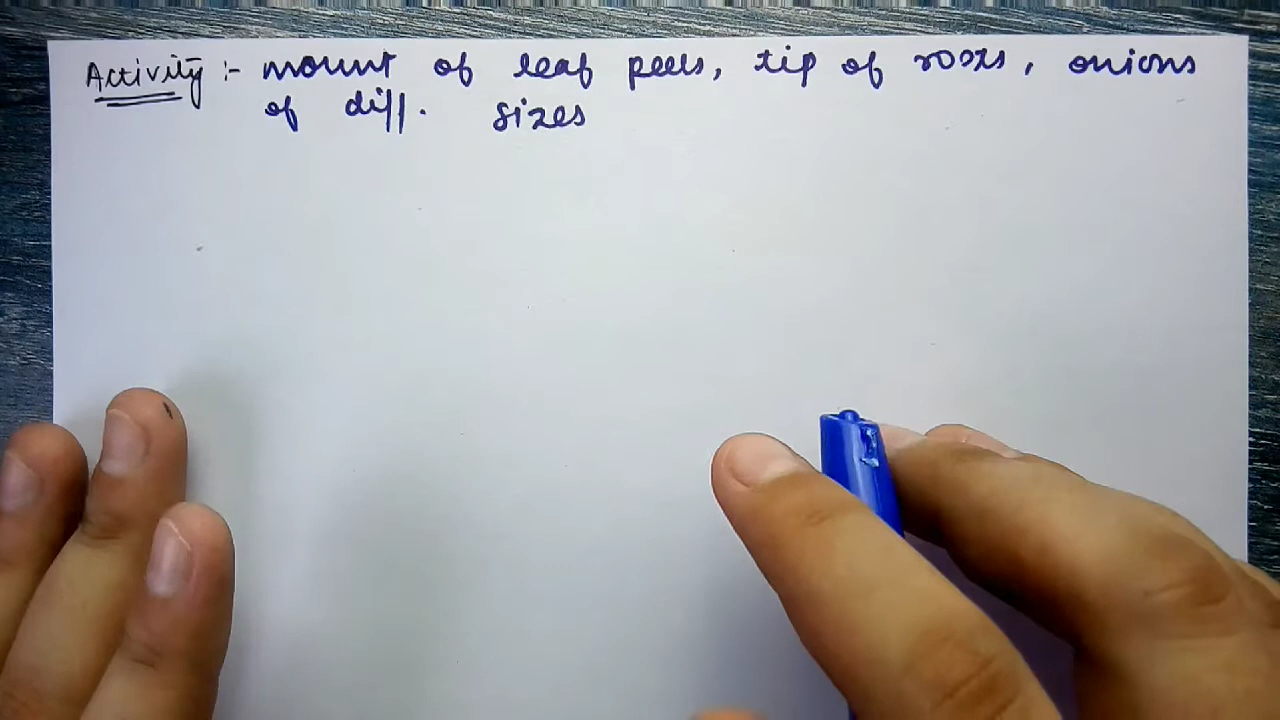 Activity :- mount of leaf peels, tip of roots, onions
of diff. sizes